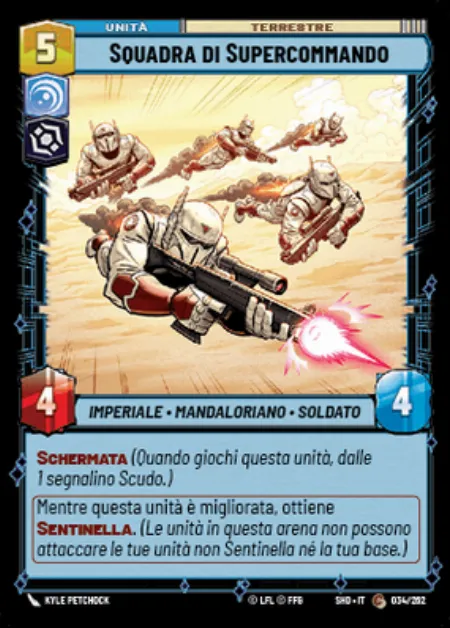 UNITÀ
TERRESTRE
5
SQUADRA DI SUPERCOMMANDO
4
IMPERIALE • MANDALORIANO • SOLDATO
4
SCHERMATA (Quando giochi questa unità, dalle
1 segnalino Scudo.)
Mentre questa unità è migliorata, ottiene
SENTINELLA. (Le unità in questa arena non possono
attaccare le tue unità non Sentinella né la tua base.)
KYLE PETCHOCK
© LFL ® FFG
SHD • IT
C
034/262